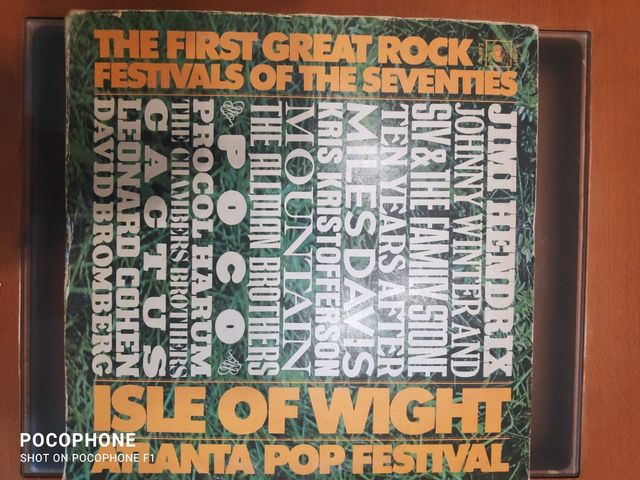 THE FIRST GREAT ROCK
FESTIVALS OF THE SEVENTIES
JIMI HENDRIX
JOHNNY WINTER AND
SLY & THE FAMILY STONE
TEN YEARS AFTER
MILES DAVIS
KRIS KRISTOFFERSON
MOUNTAIN
THE ALLMAN BROTHERS
POCO
PROCOL HARUM
THE CHAMBERS BROTHERS
CACTUS
LEONARD COHEN
DAVID BROMBERG
ISLE OF WIGHT
ATLANTA POP FESTIVAL
POCOPHONE
SHOT ON POCOPHONE F1